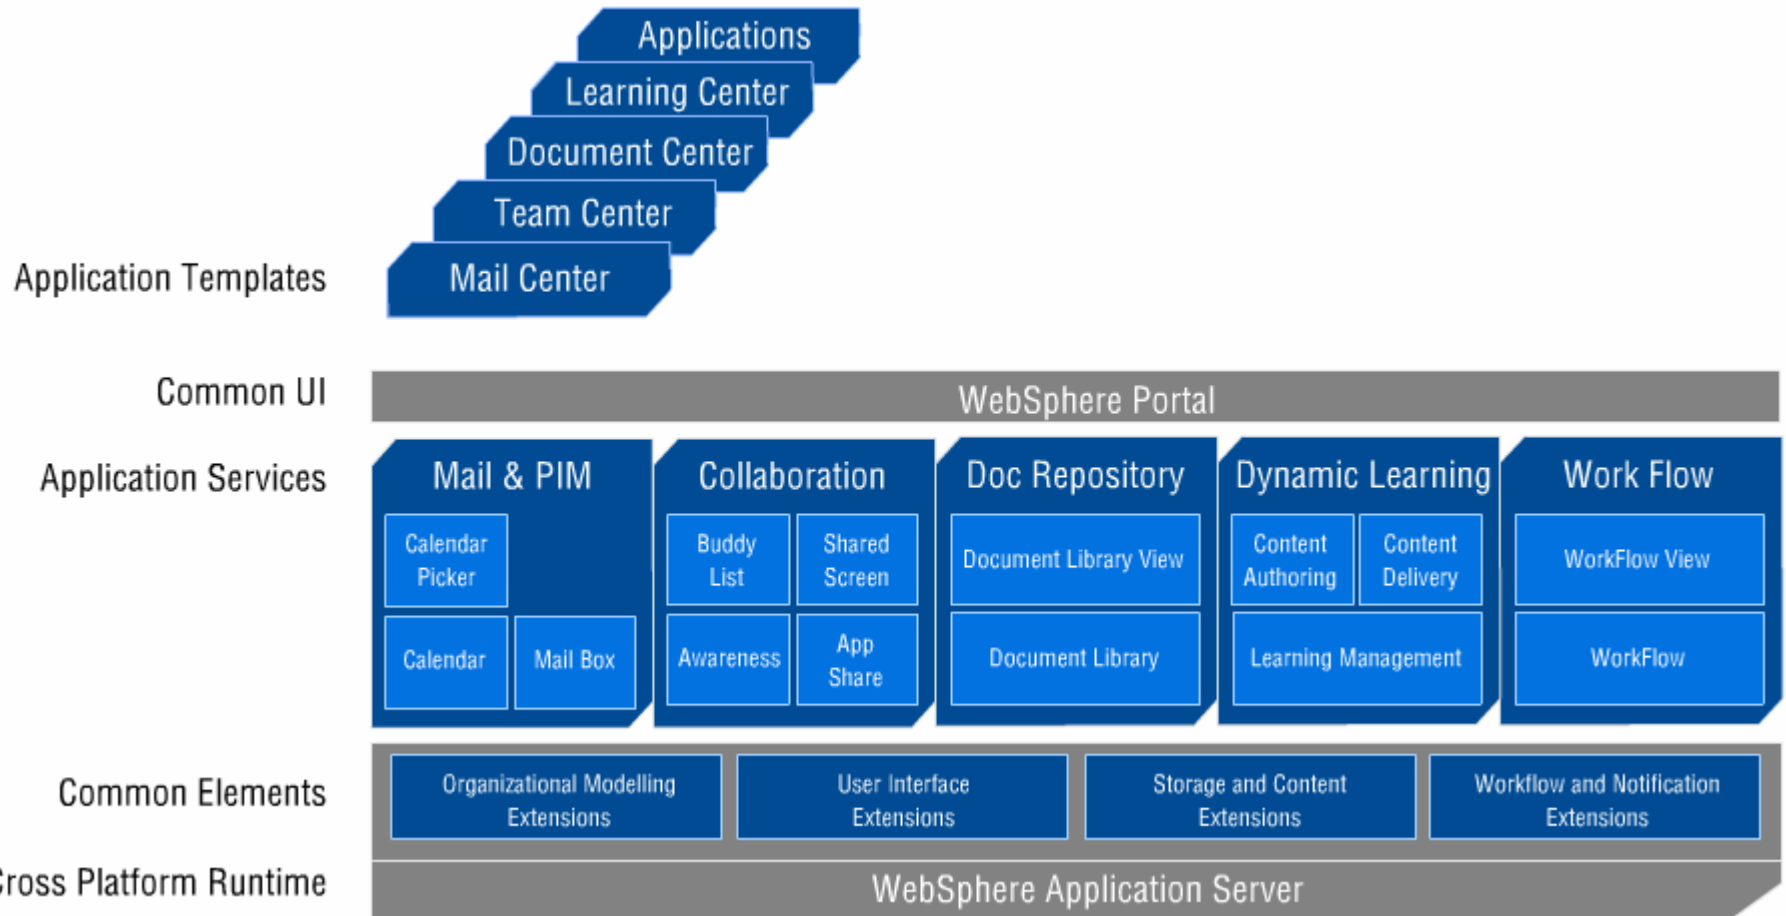 Applications
Learning Center
Document Center
Team Center
Application Templates
Mail Center
Common UI
WebSphere Portal
Application Services
Mail & PIM
Collaboration
Doc Repository
Dynamic Learning
Work Flow
Calendar
Picker
Buddy
List
Shared
Screen
Document Library View
Content
Authoring
Content
Delivery
WorkFlow View
Calendar
Mail Box
Awareness
App
Share
Document Library
Learning Management
WorkFlow
Common Elements
Organizational Modelling
Extensions
User Interface
Extensions
Storage and Content
Extensions
Workflow and Notification
Extensions
Cross Platform Runtime
WebSphere Application Server